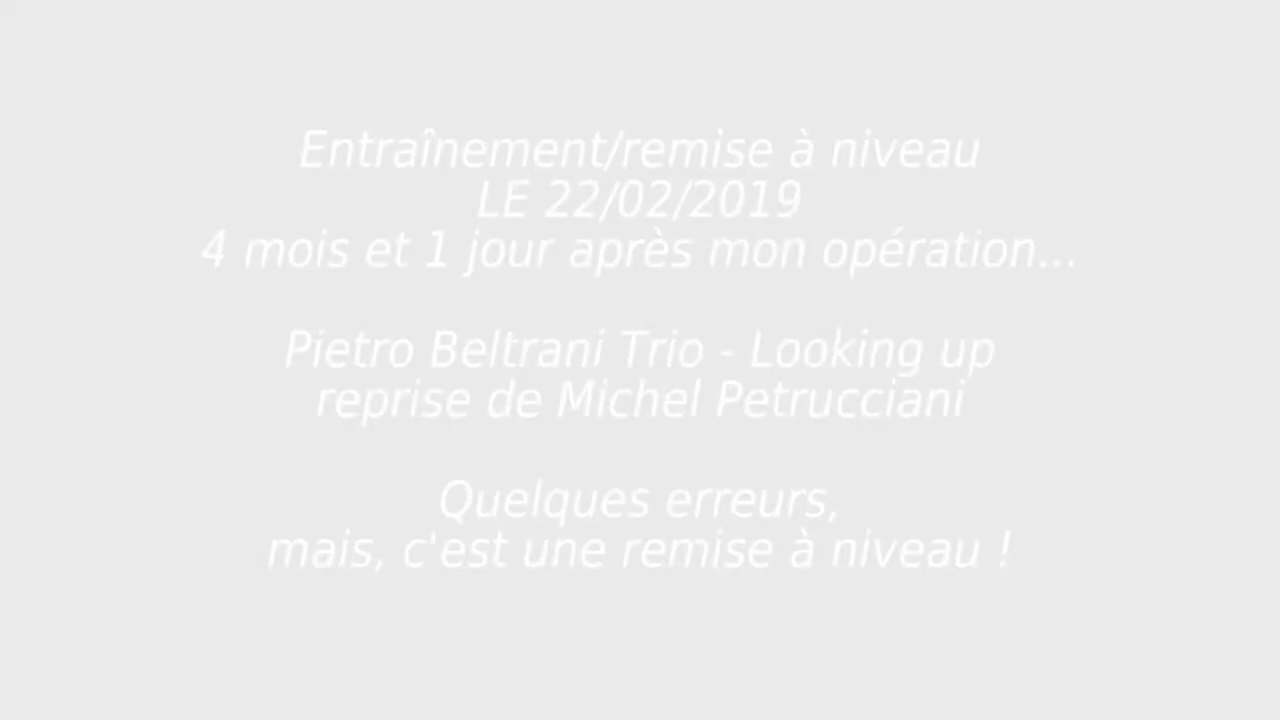 Entraînement/remise à niveau
LE 22/02/2019
4 mois et 1 jour après mon opération...
Pietro Beltrani Trio - Looking up
reprise de Michel Petrucciani
Quelques erreurs,
mais, c'est une remise à niveau !